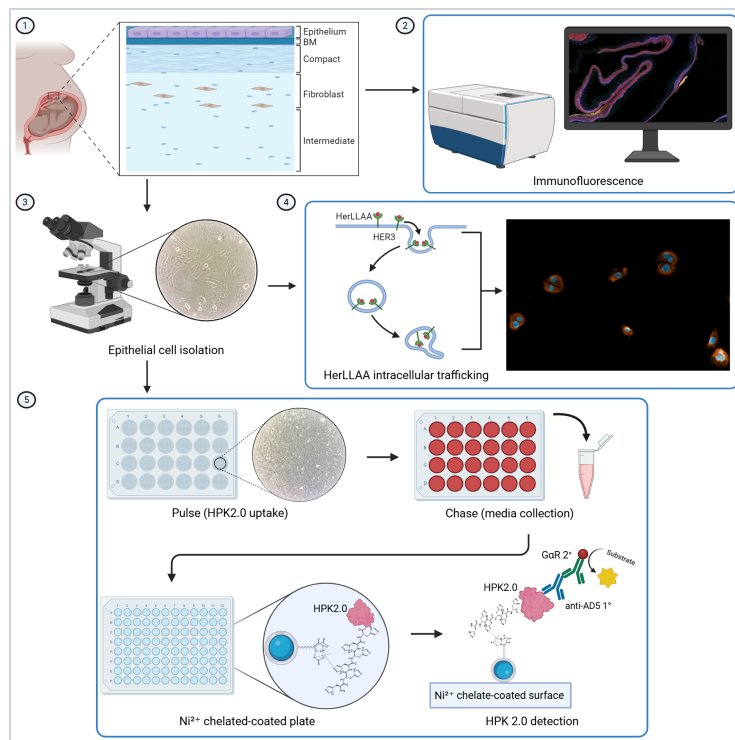 1
Epithelium
BM
Compact
Fibroblast
Intermediate
2
Immunofluorescence
3
Epithelial cell isolation
4
HerLLAA
HER3
HerLLAA intracellular trafficking
5
1 2 3 4 5 6
A
B
C
D
Pulse (HPK2.0 uptake)
1 2 3 4 5 6
A
B
C
D
Chase (media collection)
HPK2.0
Ni²⁺ chelated-coated plate
GαR 2°
Substrate
HPK2.0
anti-AD5 1°
Ni²⁺ chelate-coated surface
HPK 2.0 detection